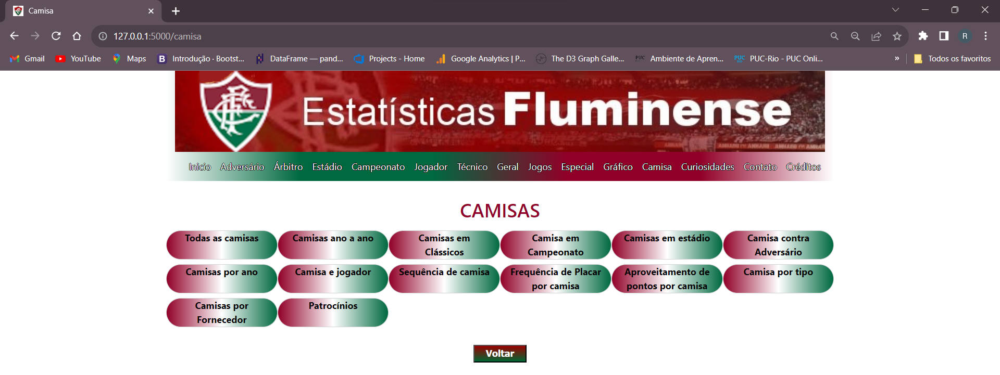 Camisa
127.0.0.1:5000/camisa
R
Gmail
YouTube
Maps
B
Introdução · Bootst...
DataFrame — pand...
Projects - Home
Google Analytics | P...
The D3 Graph Galle...
PUC
Ambiente de Apren...
PUC
RIO
PUC-Rio - PUC Onli...
»
Todos os favoritos
Estatísticas Fluminense
Inicio Adversário Árbitro Estádio Campeonato Jogador Técnico Geral Jogos Especial Gráfico Camisa Curiosidades Contato Créditos
CAMISAS
Todas as camisas
Camisas ano a ano
Camisas em
Clássicos
Camisa em
Campeonato
Camisas em estádio
Camisa contra
Adversário
Camisas por ano
Camisa e jogador
Sequência de camisa
Frequência de Placar
por camisa
Aproveitamento de
pontos por camisa
Camisa por tipo
Camisas por
Fornecedor
Patrocínios
Voltar